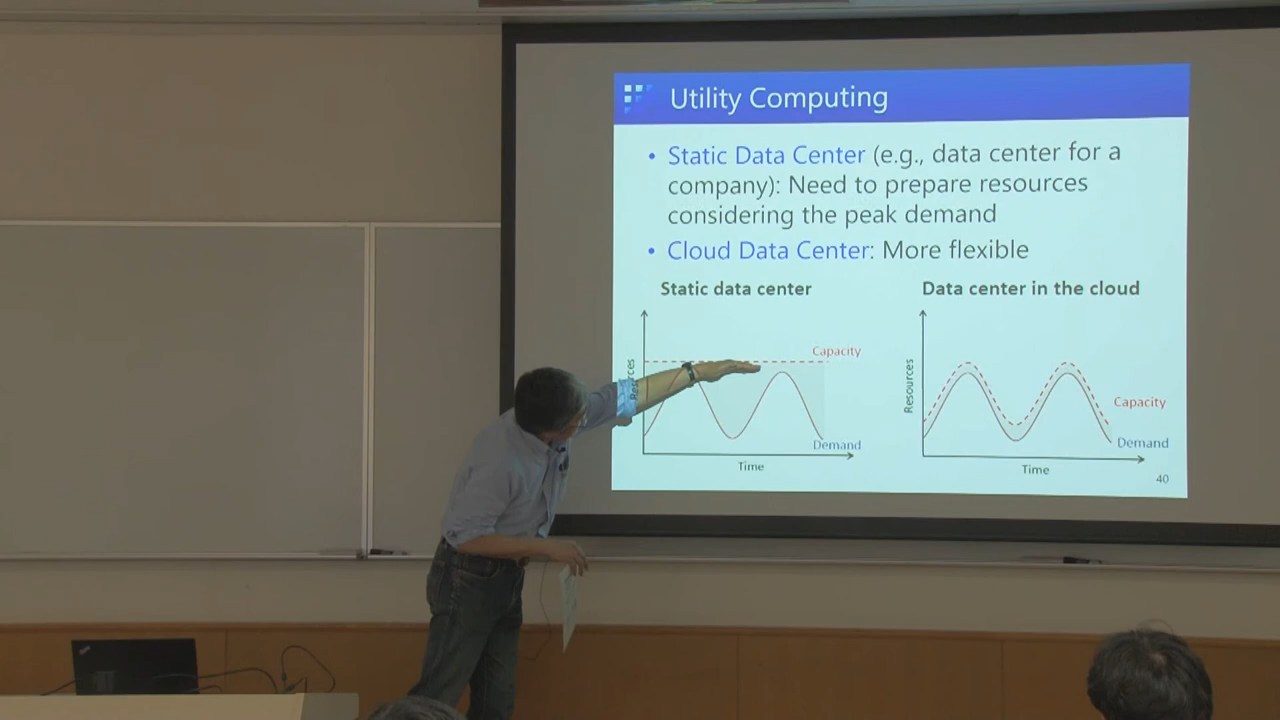 Utility Computing
• Static Data Center (e.g., data center for a
company): Need to prepare resources
considering the peak demand
• Cloud Data Center: More flexible
Static data center
Capacity
Demand
Time
Data center in the cloud
Resources
Capacity
Demand
Time
40